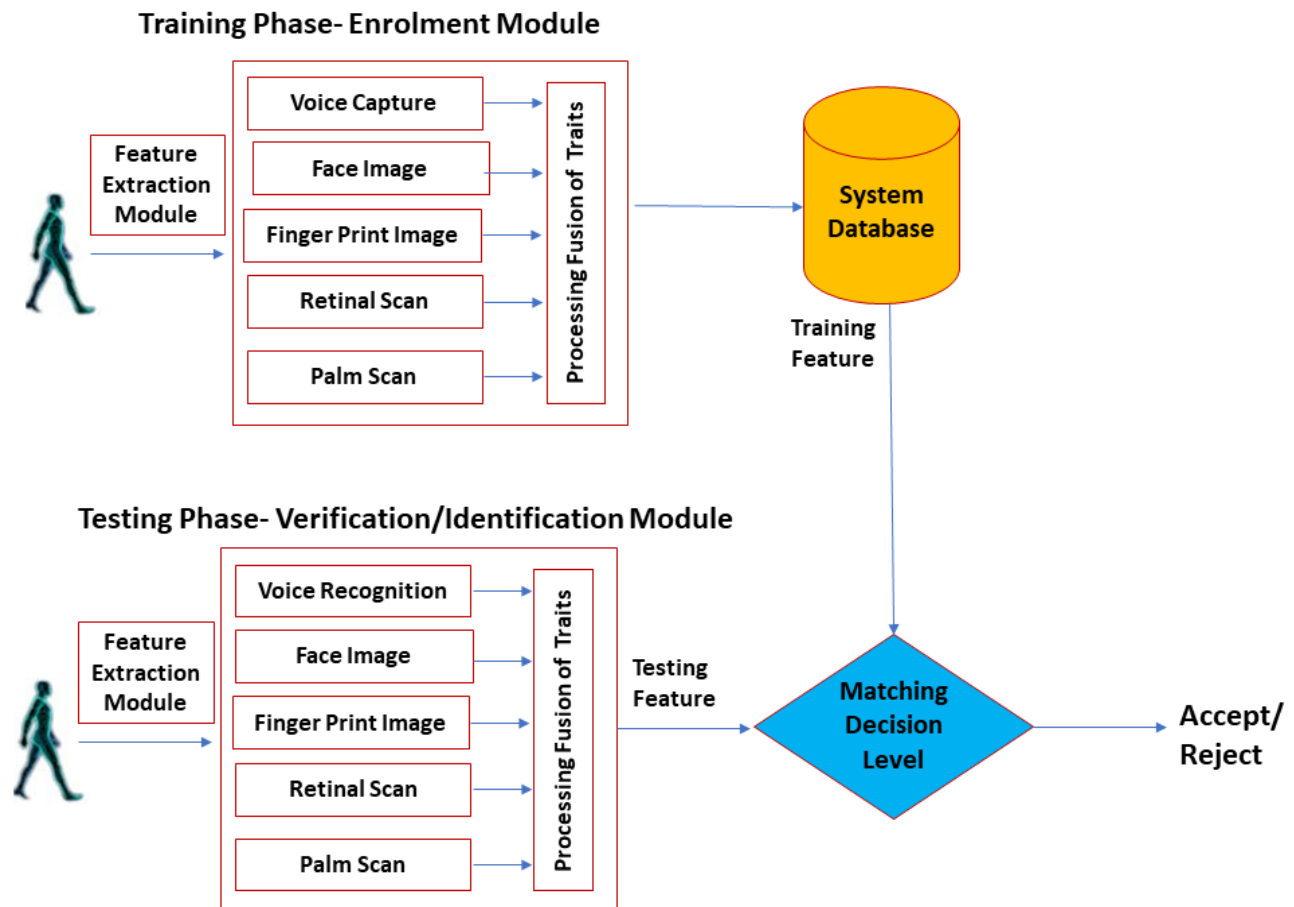 Training Phase- Enrolment Module
Feature
Extraction
Module
Voice Capture
Face Image
Finger Print Image
Retinal Scan
Palm Scan
Processing Fusion of Traits
System
Database
Training
Feature
Testing Phase- Verification/Identification Module
Feature
Extraction
Module
Voice Recognition
Face Image
Finger Print Image
Retinal Scan
Palm Scan
Processing Fusion of Traits
Testing
Feature
Matching
Decision
Level
Accept/
Reject